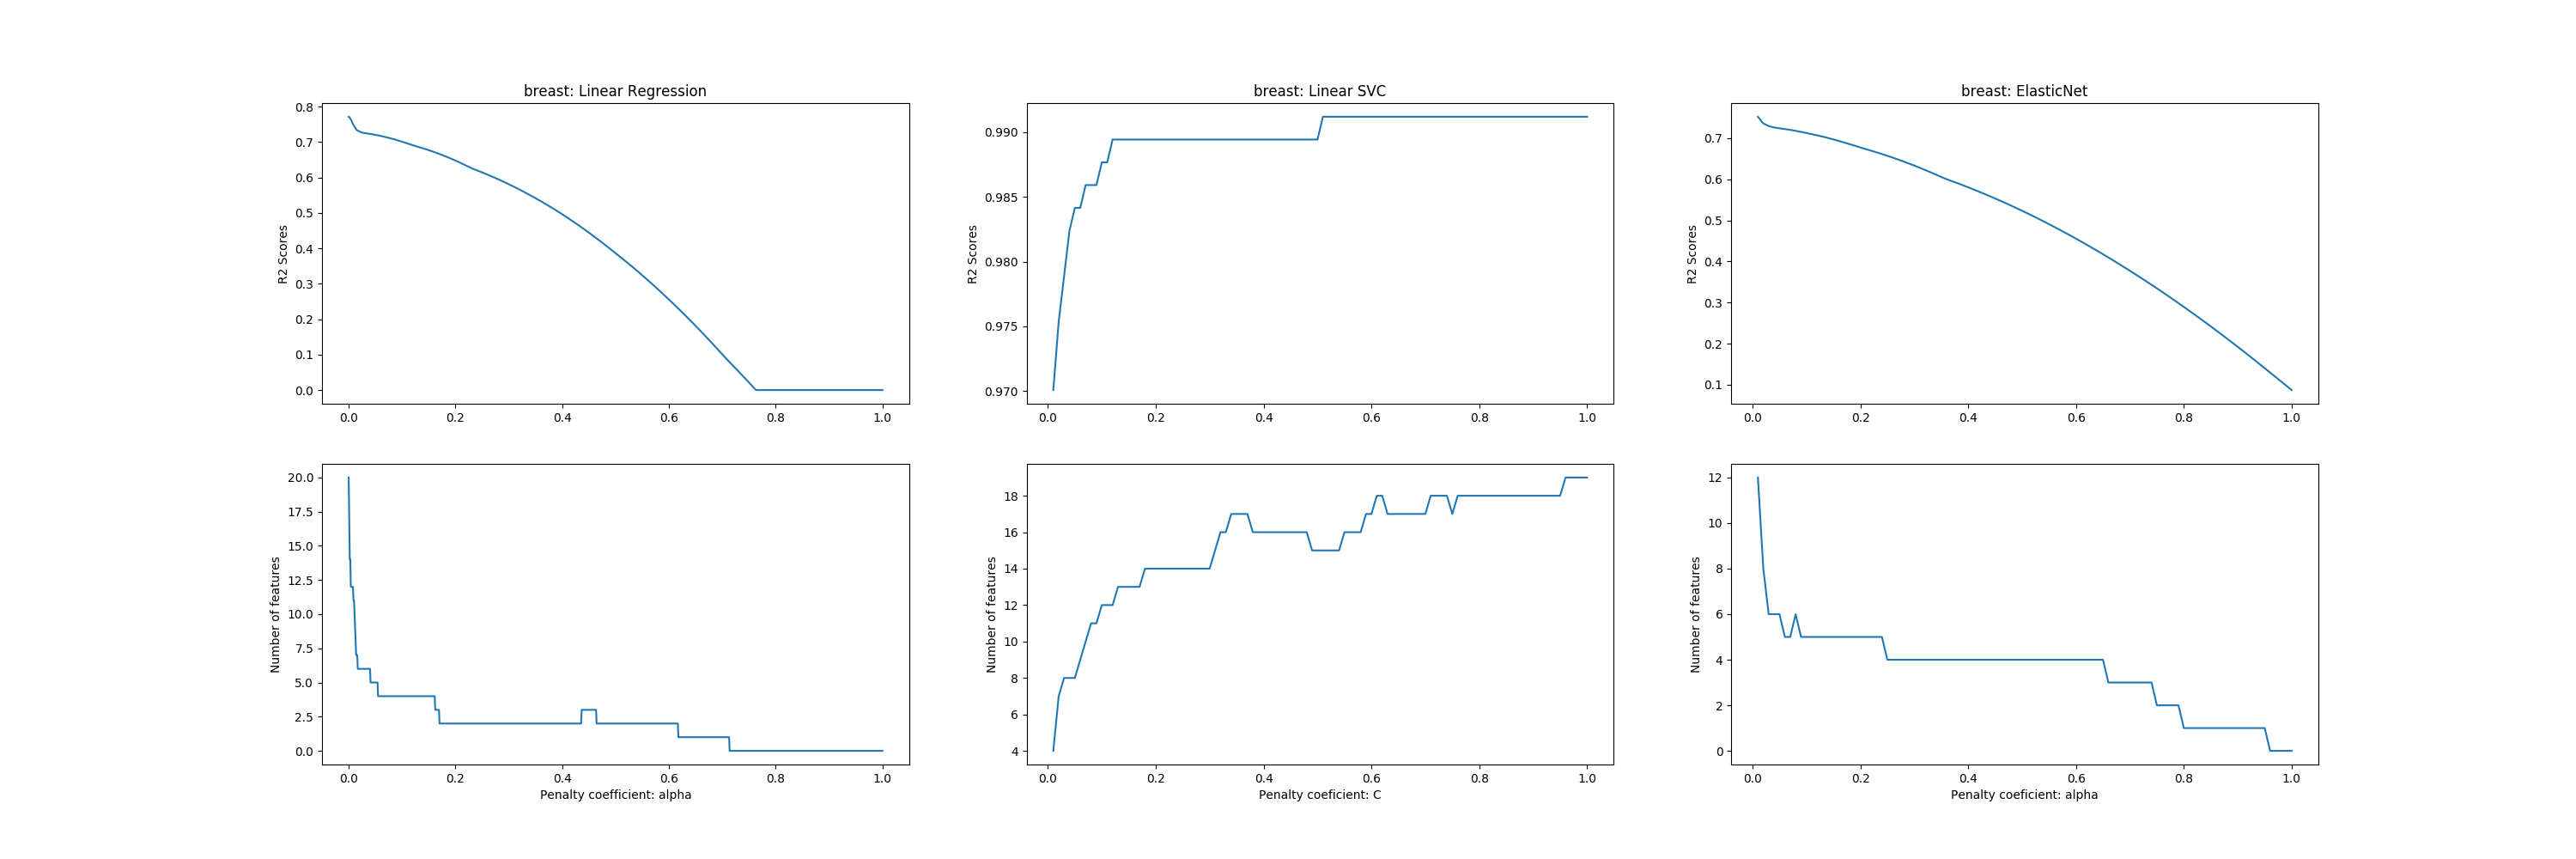 breast: Linear Regression
0.8
0.7
0.6
0.5
0.4
0.3
0.2
0.1
0.0
R2 Scores
0.0 0.2 0.4 0.6 0.8 1.0
breast: Linear SVC
0.990
0.985
0.980
0.975
0.970
R2 Scores
0.0 0.2 0.4 0.6 0.8 1.0
breast: ElasticNet
0.7
0.6
0.5
0.4
0.3
0.2
0.1
R2 Scores
0.0 0.2 0.4 0.6 0.8 1.0
20.0
17.5
15.0
12.5
10.0
7.5
5.0
2.5
0.0
Number of features
0.0 0.2 0.4 0.6 0.8 1.0
Penalty coefficient: alpha
18
16
14
12
10
8
6
4
Number of features
0.0 0.2 0.4 0.6 0.8 1.0
Penalty coeficient: C
12
10
8
6
4
2
0
Number of features
0.0 0.2 0.4 0.6 0.8 1.0
Penalty coeficient: alpha